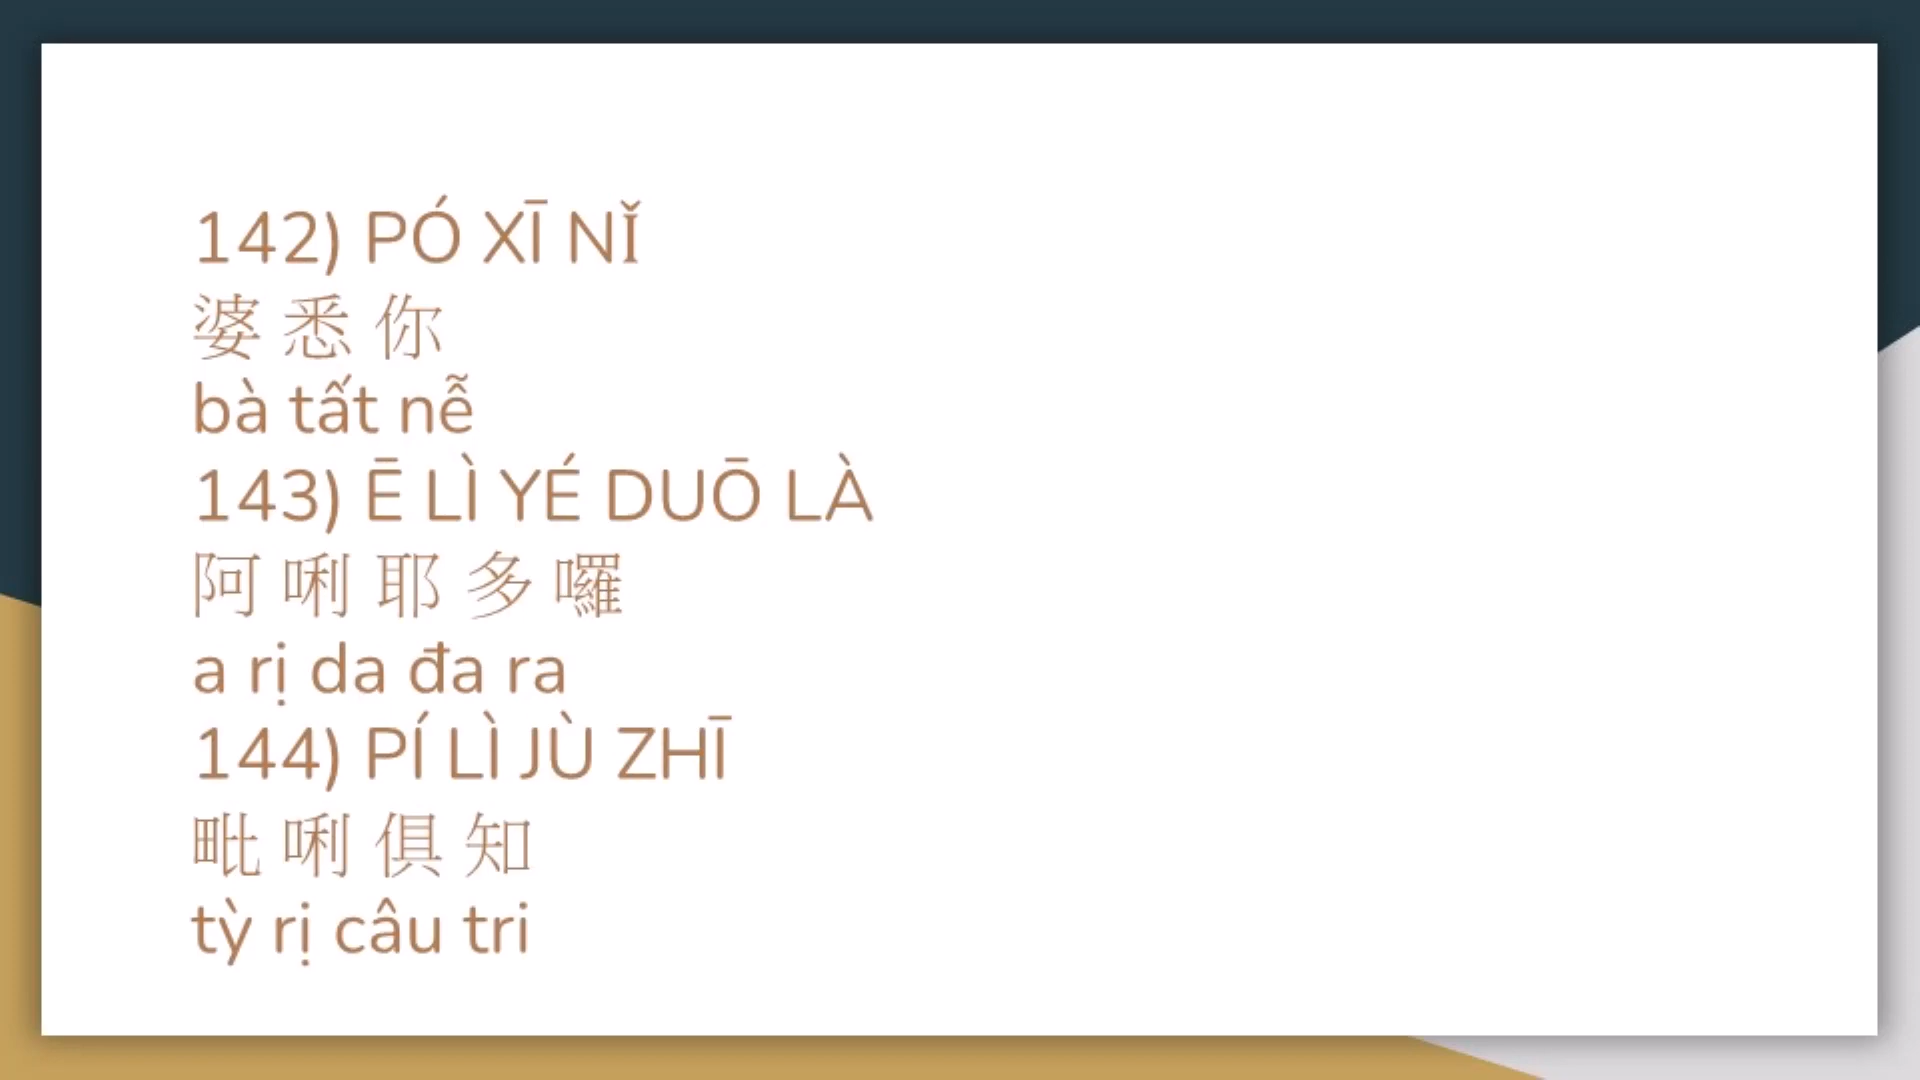 142) PÓ XĪ NǏ
婆 悉 你
bà tất nễ
143) Ē LÌ YÉ DUŌ LÀ
阿 唎 耶 多 囉
a rị da đa ra
144) PÍ LÌ JÙ ZHĪ
毗 唎 俱 知
tỳ rị câu tri